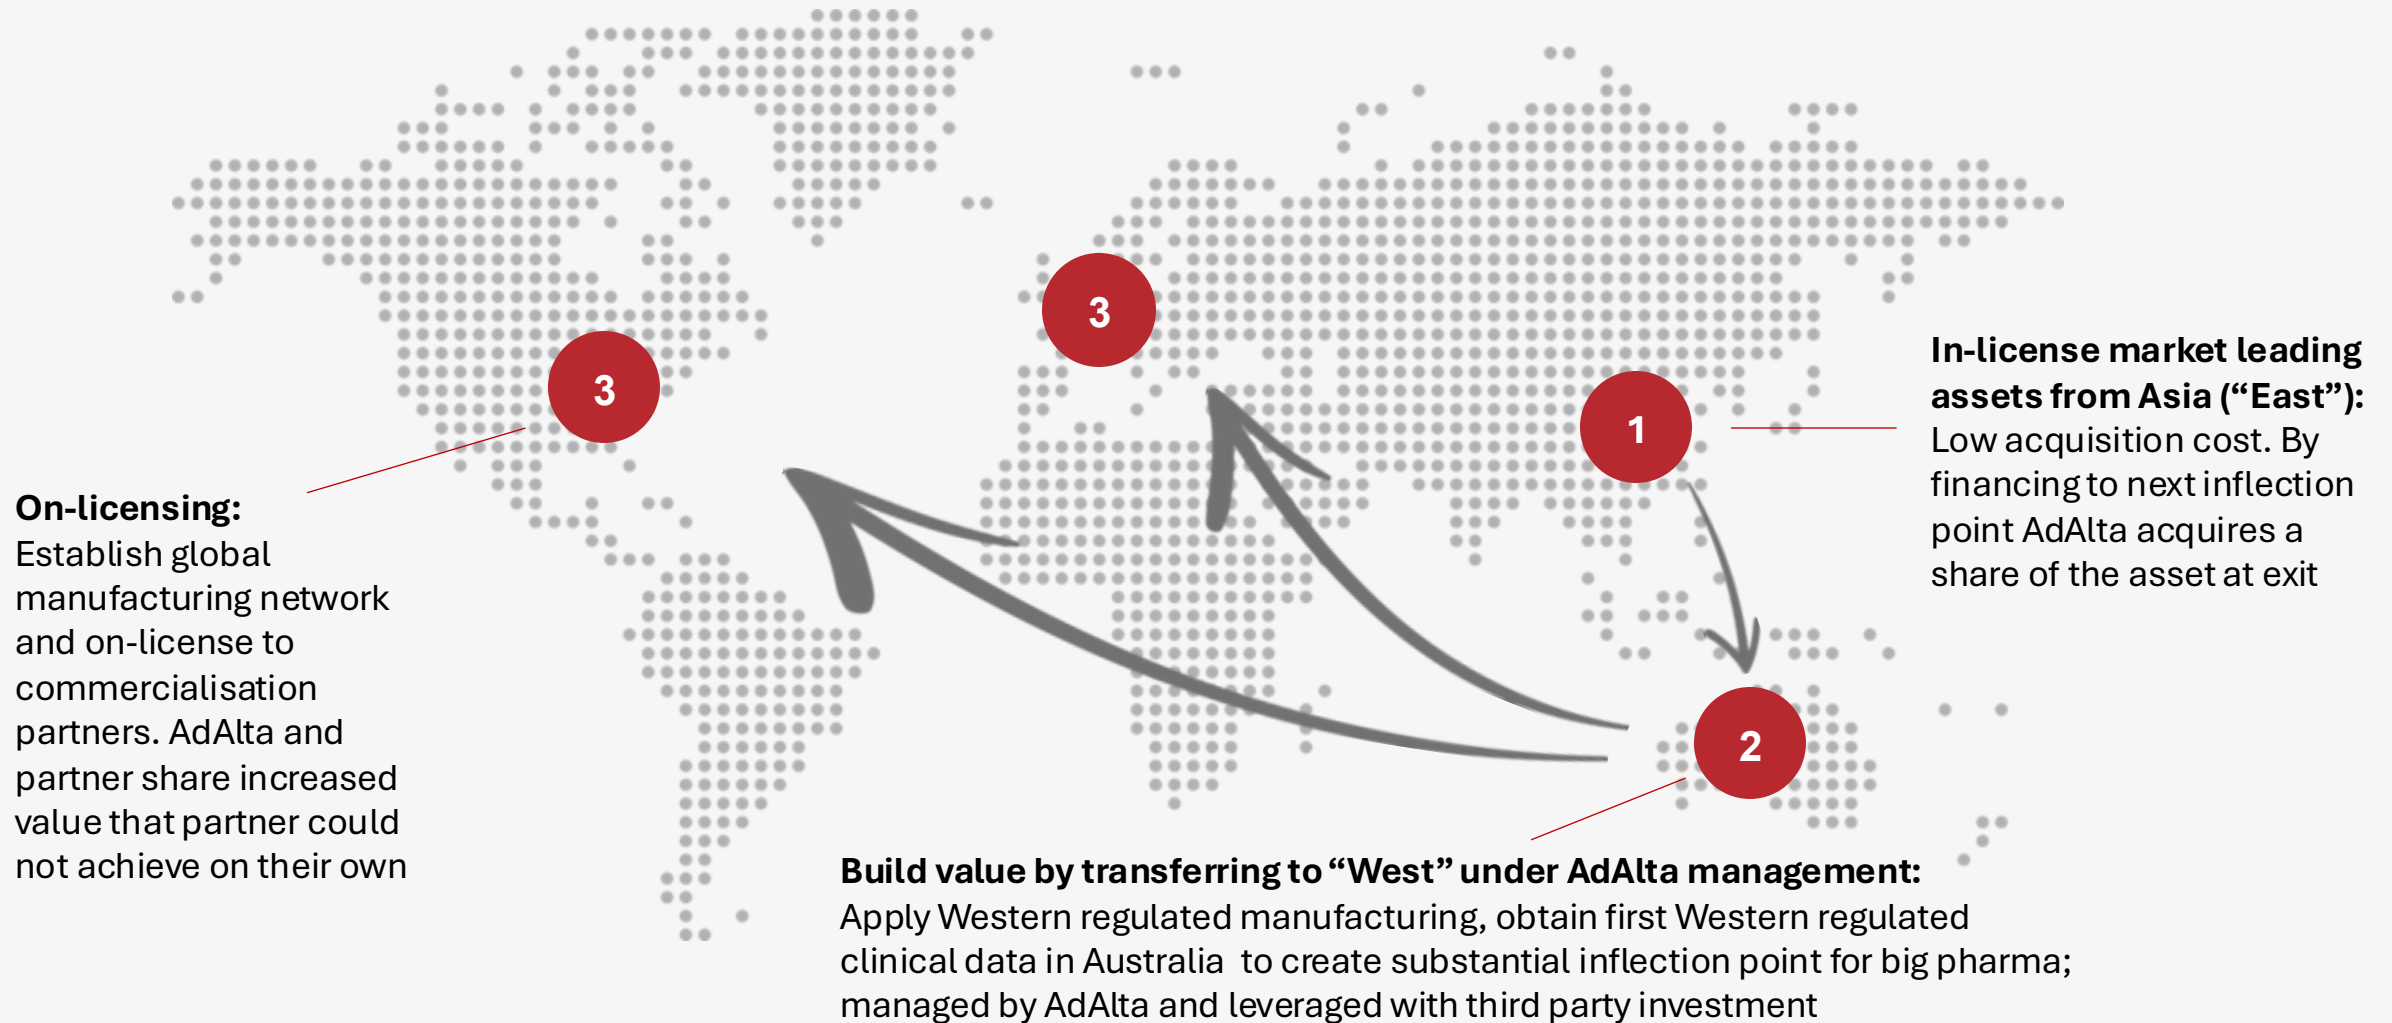 3
3
1
2
In-license market leading
assets from Asia (“East”):
Low acquisition cost. By
financing to next inflection
point AdAlta acquires a
share of the asset at exit
On-licensing:
Establish global
manufacturing network
and on-license to
commercialisation
partners. AdAlta and
partner share increased
value that partner could
not achieve on their own
Build value by transferring to “West” under AdAlta management:
Apply Western regulated manufacturing, obtain first Western regulated
clinical data in Australia  to create substantial inflection point for big pharma;
managed by AdAlta and leveraged with third party investment